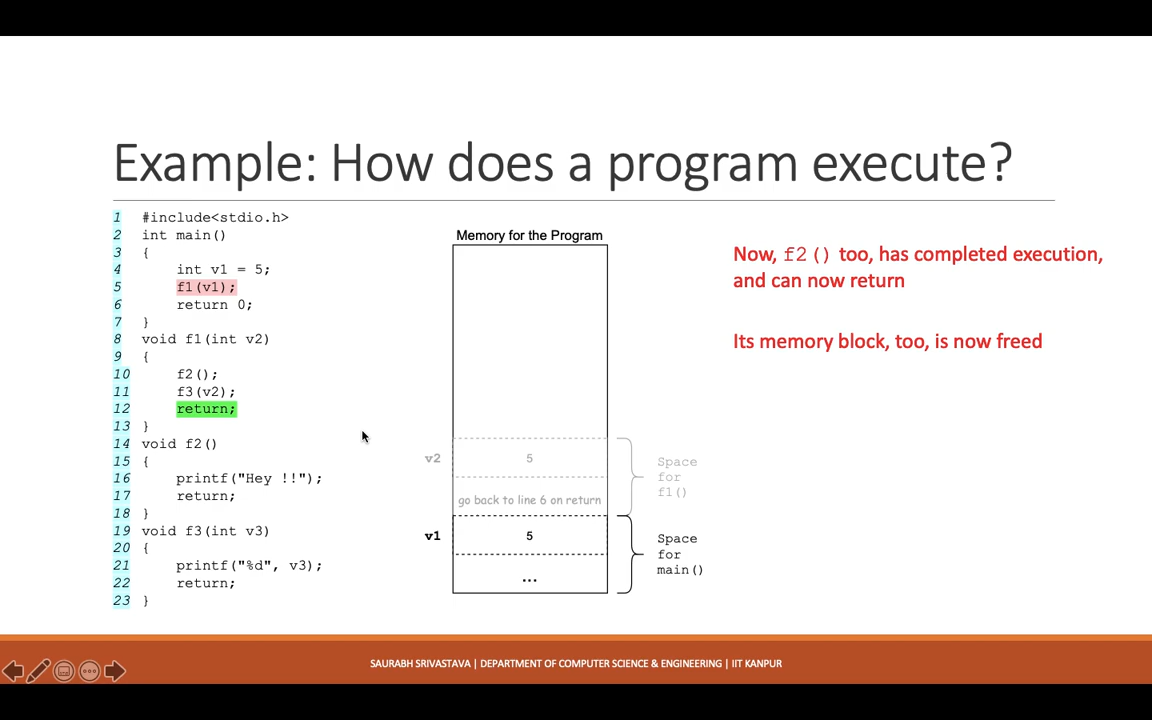 Example: How does a program execute?
1 #include<stdio.h>
2 int main()
3 {
4 int v1 = 5;
5 f1(v1);
6 return 0;
7 }
8 void f1(int v2)
9 {
10 f2();
11 f3(v2);
12 return;
13 }
14 void f2()
15 {
16 printf("Hey !!");
17 return;
18 }
19 void f3(int v3)
20 {
21 printf("%d", v3);
22 return;
23 }
Memory for the Program
v2 5
go back to line 6 on return
Space
for
f1()
v1 5
...
Space
for
main()
Now, f2() too, has completed execution,
and can now return
Its memory block, too, is now freed
SAURABH SRIVASTAVA | DEPARTMENT OF COMPUTER SCIENCE & ENGINEERING | IIT KANPUR